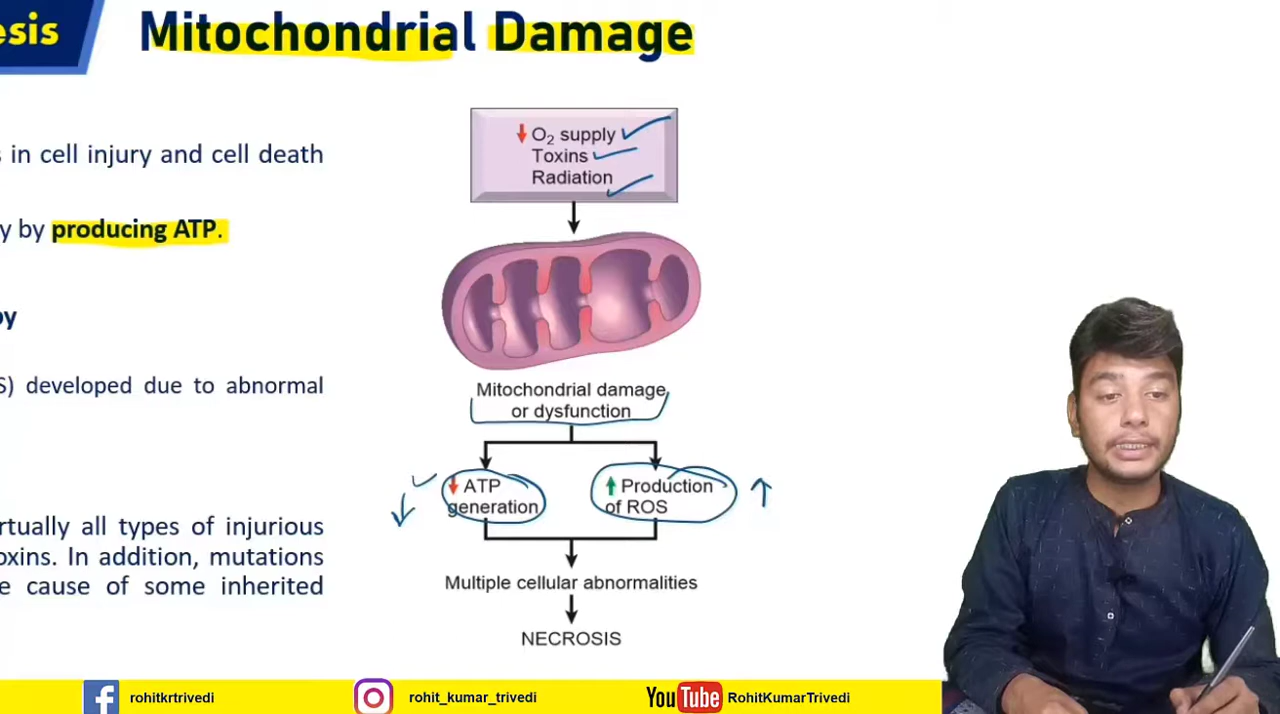 esis
Mitochondrial Damage
s in cell injury and cell death
y by producing ATP.
by
S) developed due to abnormal
rtually all types of injurious
oxins. In addition, mutations
e cause of some inherited
↓ O₂ supply
Toxins
Radiation
Mitochondrial damage
or dysfunction
↓ ATP
generation
↑ Production
of ROS
Multiple cellular abnormalities
NECROSIS
rohitkrtrivedi
rohit_kumar_trivedi
YouTube RohitKumarTrivedi